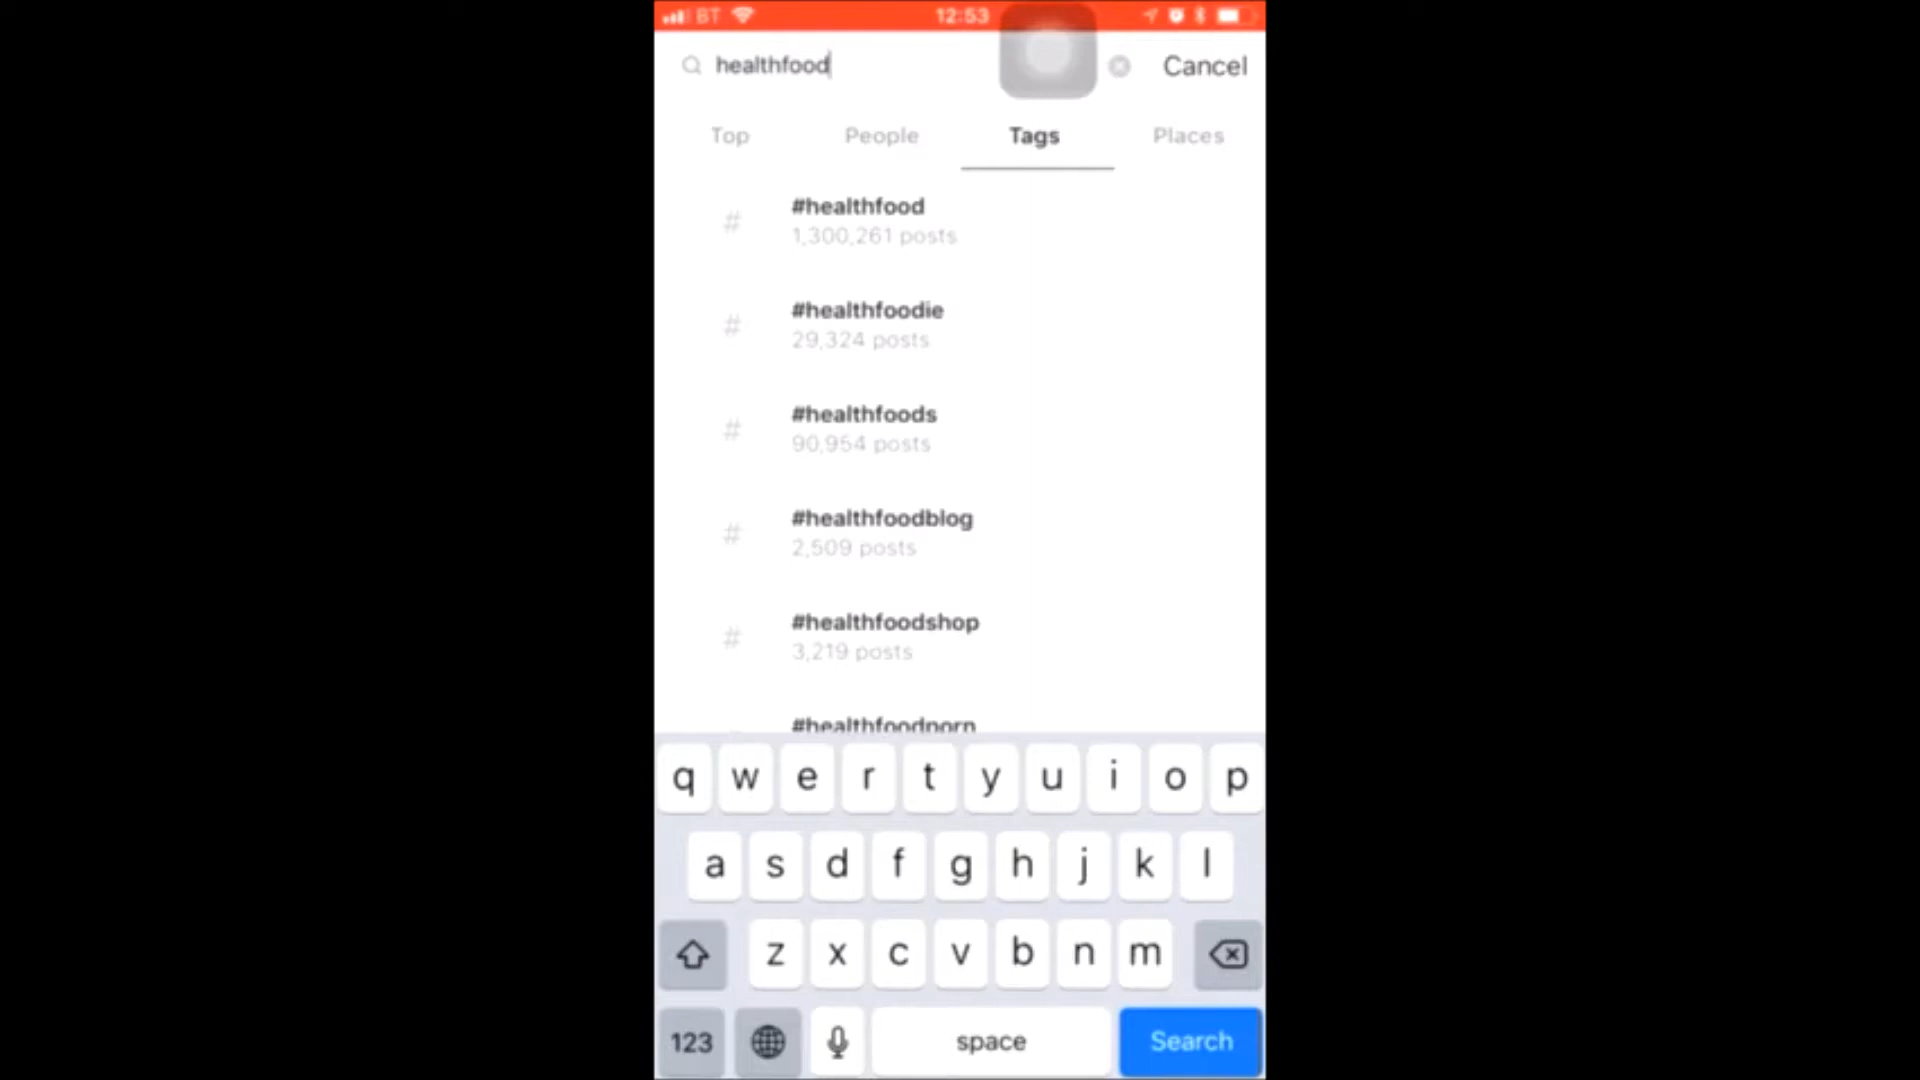 BT 12:53
healthfood Cancel
Top People Tags Places
# #healthfood
1,300,261 posts
# #healthfoodie
29,324 posts
# #healthfoods
90,954 posts
# #healthfoodblog
2,509 posts
# #healthfoodshop
3,219 posts
#healthfoodporn
q w e r t y u i o p
a s d f g h j k l
z x c v b n m
123 space Search